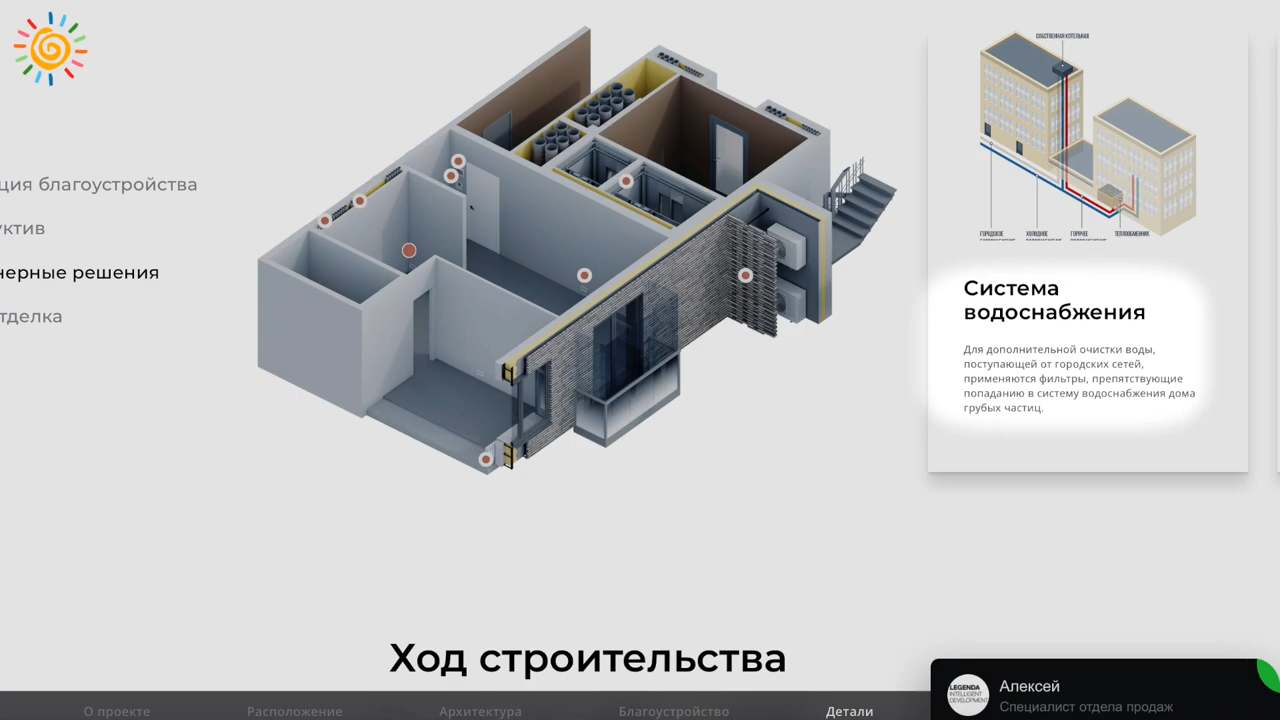 ция благоустройства
уктив
нерные решения
тделка
СОБСТВЕННАЯ КОТЕЛЬНАЯ
ГОРОДСКОЕ
ХОЛОДНОЕ
ГОРЯЧЕЕ
ТЕПЛООБМЕННИК
Система
водоснабжения
Для дополнительной очистки воды,
поступающей от городских сетей,
применяются фильтры, препятствующие
попаданию в систему водоснабжения дома
грубых частиц.
Ход строительства
О проекте
Расположение
Архитектура
Благоустройство
Детали
LEGENDA
INTELLIGENT
DEVELOPMENT
Алексей
Специалист отдела продаж